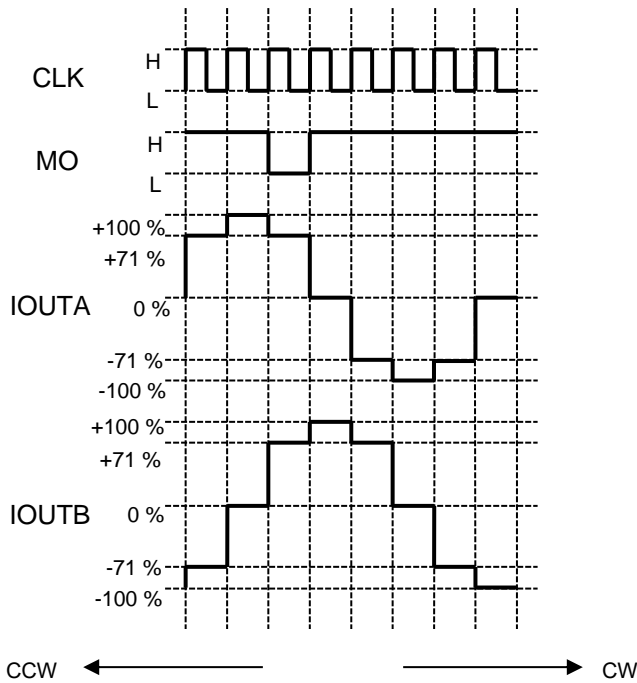 CLK
H
L
MO
H
L
IOUTA
+100 %
+71 %
0 %
-71 %
-100 %
IOUTB
+100 %
+71 %
0 %
-71 %
-100 %
CCW
CW